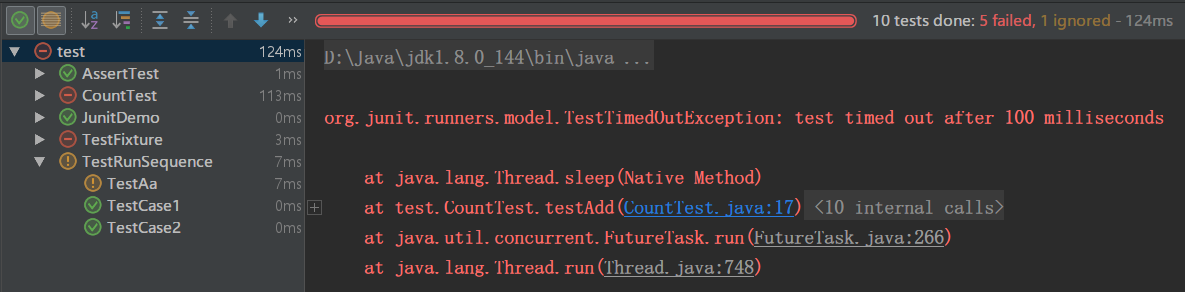 10 tests done: 5 failed, 1 ignored - 124ms
test 124ms
AssertTest 1ms
CountTest 113ms
JunitDemo 0ms
TestFixture 3ms
TestRunSequence 7ms
TestAa 7ms
TestCase1 0ms
TestCase2 0ms
D:\Java\jdk1.8.0_144\bin\java ...
org.junit.runners.model.TestTimedOutException: test timed out after 100 milliseconds
at java.lang.Thread.sleep(Native Method)
at test.CountTest.testAdd(CountTest.java:17) <10 internal calls>
at java.util.concurrent.FutureTask.run(FutureTask.java:266)
at java.lang.Thread.run(Thread.java:748)